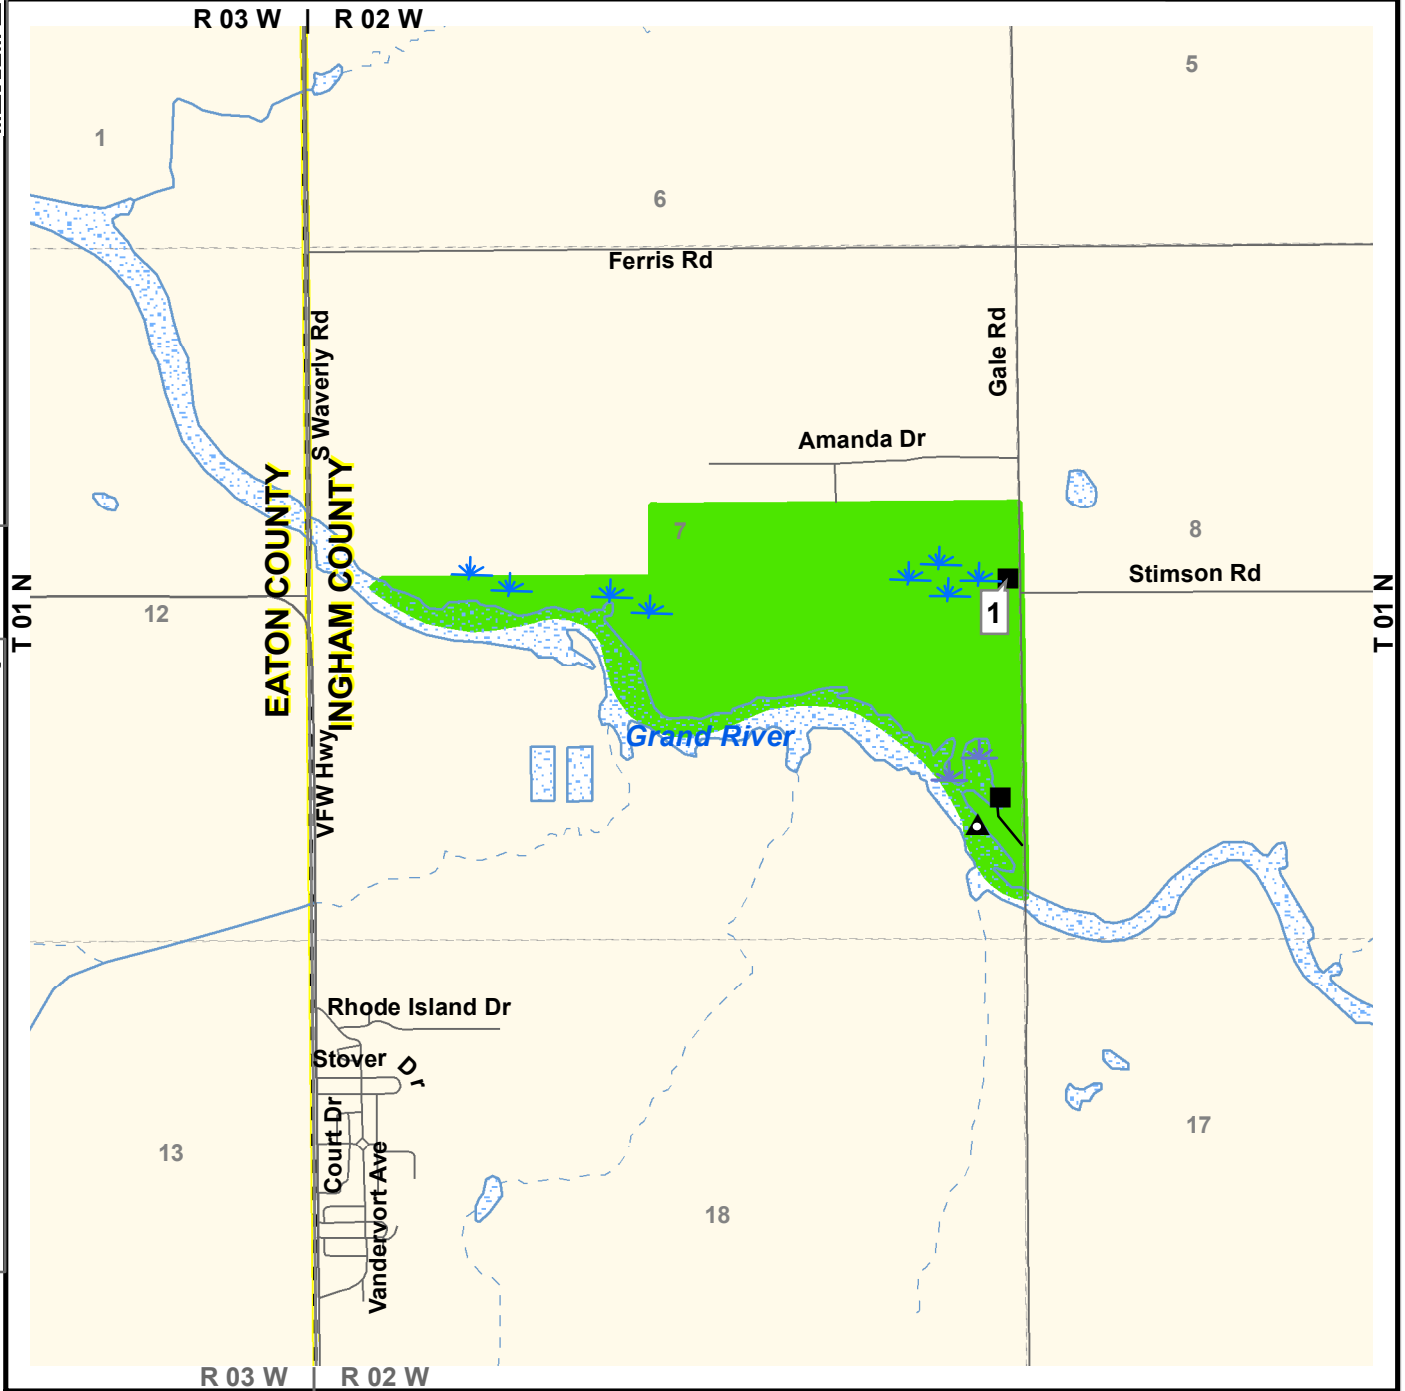 R 03 W
R 02 W
5
1
6
Ferris Rd
S Waverly Rd
Gale Rd
Amanda Dr
7
8
EATON COUNTY
INGHAM COUNTY
Stimson Rd
T 01 N
T 01 N
12
1
Grand River
VFW Hwy
Rhode Island Dr
Stover Dr
Court Dr
Vandervort Ave
13
17
18
R 03 W
R 02 W